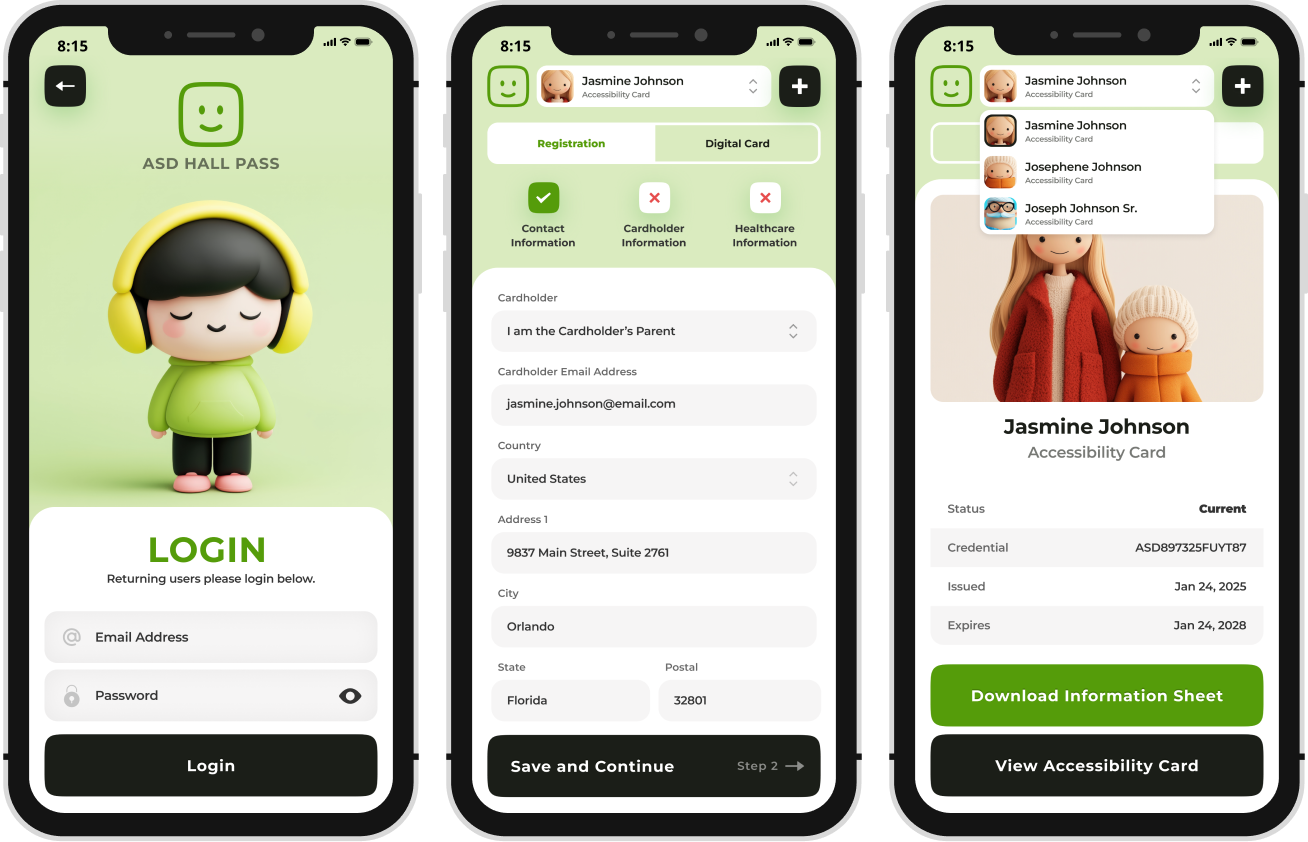 8:15
ASD HALL PASS
LOGIN
Returning users please login below.
@ Email Address
Password
Login
8:15
Jasmine Johnson
Accessibility Card
Registration
Digital Card
Contact
Information
Cardholder
Information
Healthcare
Information
Cardholder
I am the Cardholder’s Parent
Cardholder Email Address
jasmine.johnson@email.com
Country
United States
Address 1
9837 Main Street, Suite 2761
City
Orlando
State
Postal
Florida
32801
Save and Continue
Step 2
8:15
Jasmine Johnson
Accessibility Card
Jasmine Johnson
Accessibility Card
Josephene Johnson
Accessibility Card
Joseph Johnson Sr.
Accessibility Card
Jasmine Johnson
Accessibility Card
Status Current
Credential ASD897325FUYT87
Issued Jan 24, 2025
Expires Jan 24, 2028
Download Information Sheet
View Accessibility Card